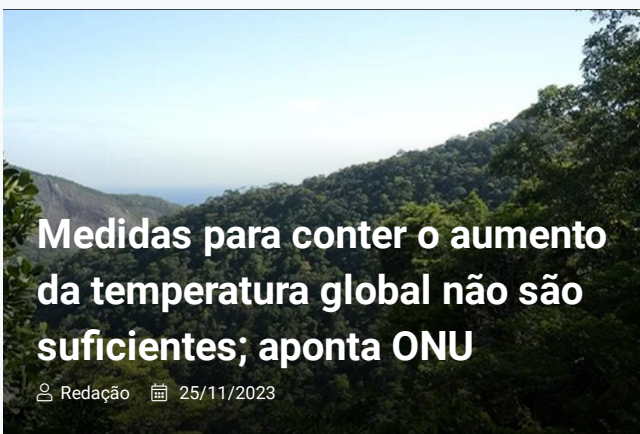 Medidas para conter o aumento
da temperatura global não são
suficientes; aponta ONU
Redação 25/11/2023